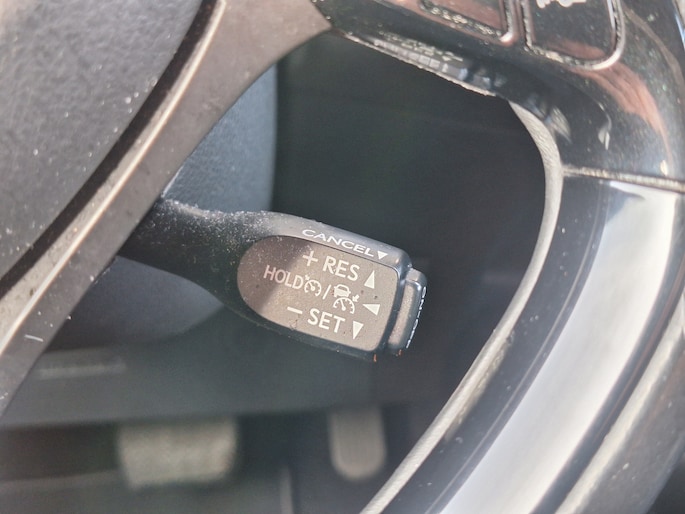 CANCEL▼
+ RES ▲
HOLD /
− SET ▼